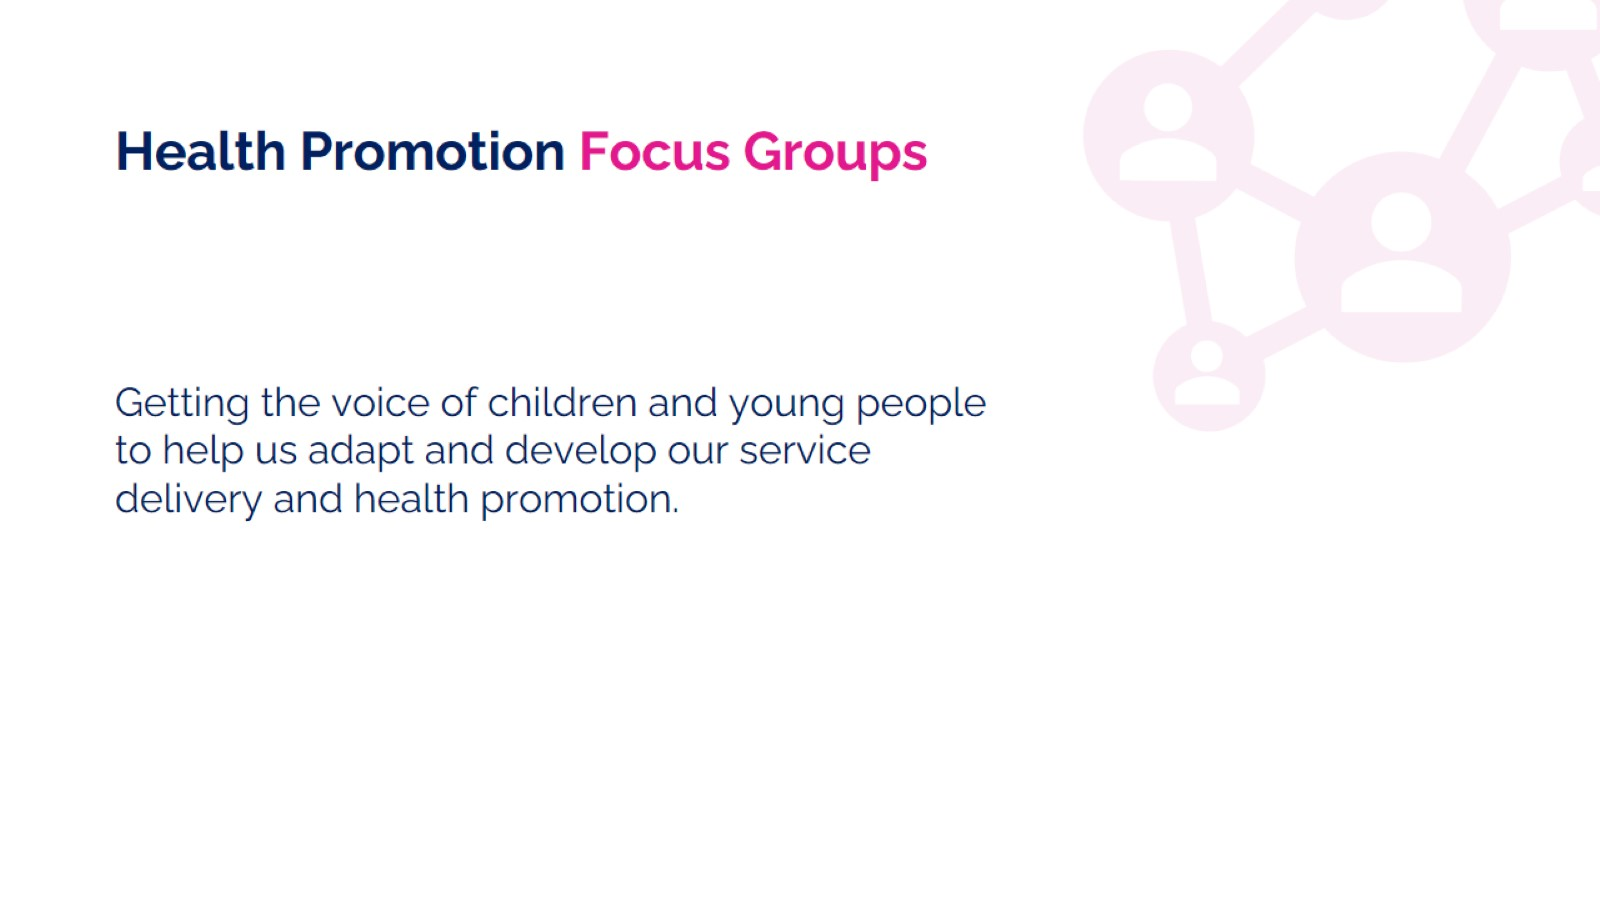 Health Promotion Focus Groups
Getting the voice of children and young people
to help us adapt and develop our service
delivery and health promotion.